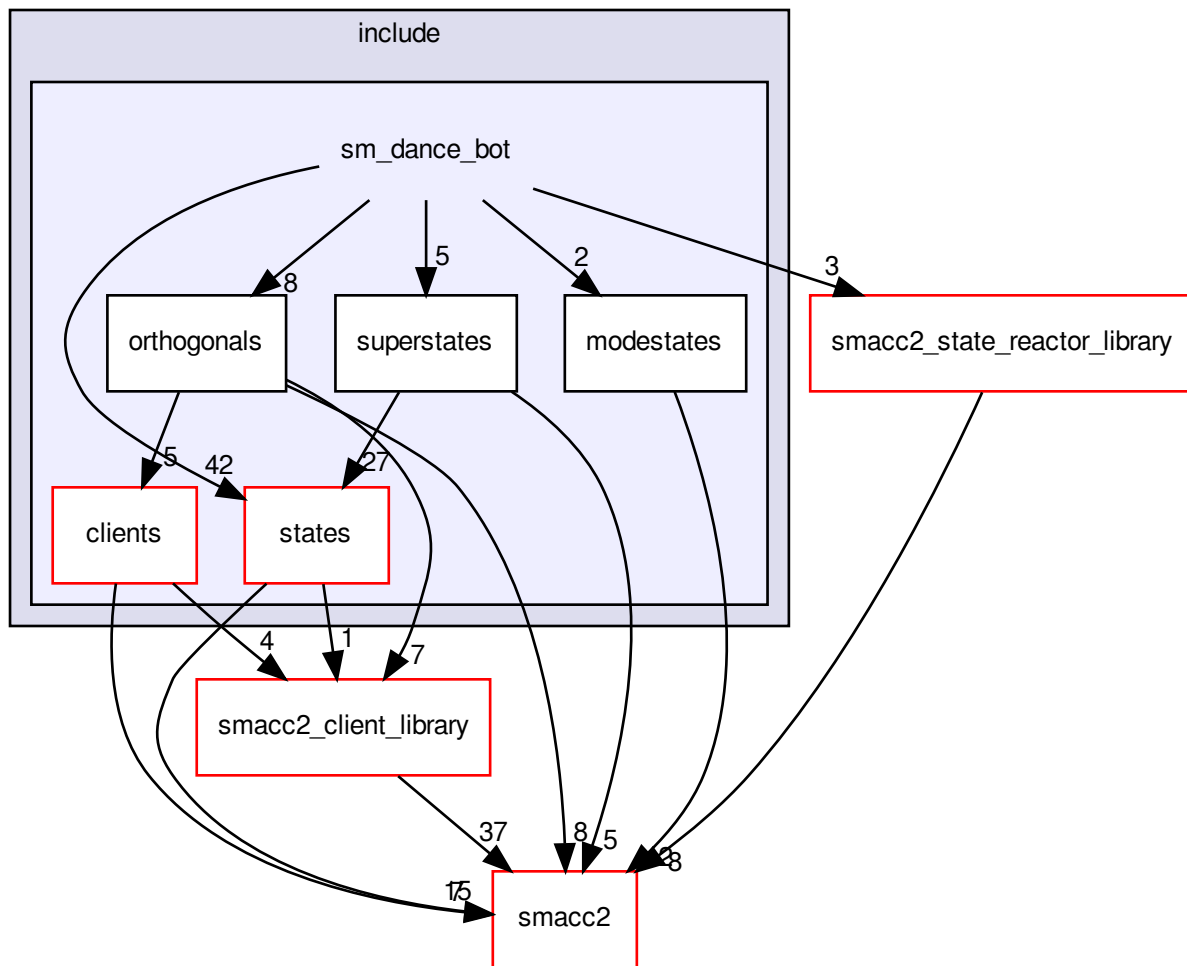 include
sm_dance_bot
8
5
2
3
orthogonals
superstates
modestates
smacc2_state_reactor_library
5
42
27
clients
states
4
1
7
smacc2_client_library
37
8
5
8
smacc2